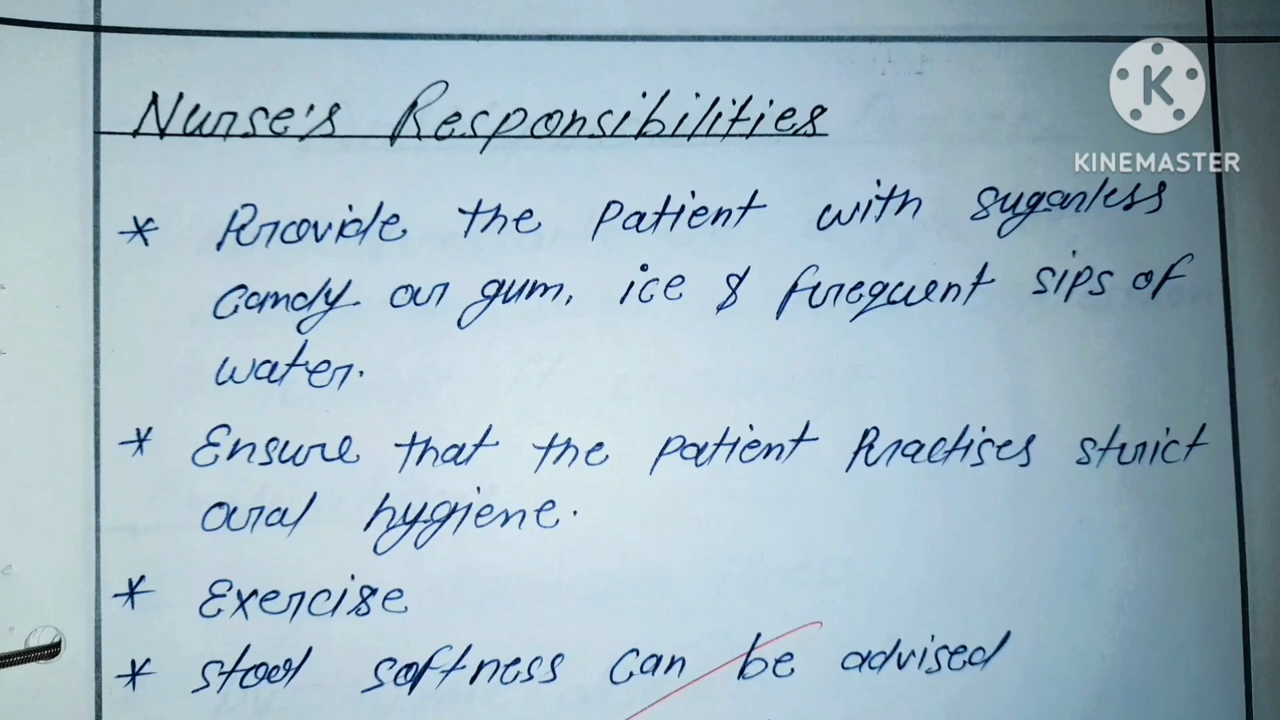 Nurse's Responsibilities
KINEMASTER
* Provide the patient with sugarless
candy or gum, ice & frequent sips of
water.
* Ensure that the patient Practises strict
oral hygiene.
* Exercise
* stool softness can be advised